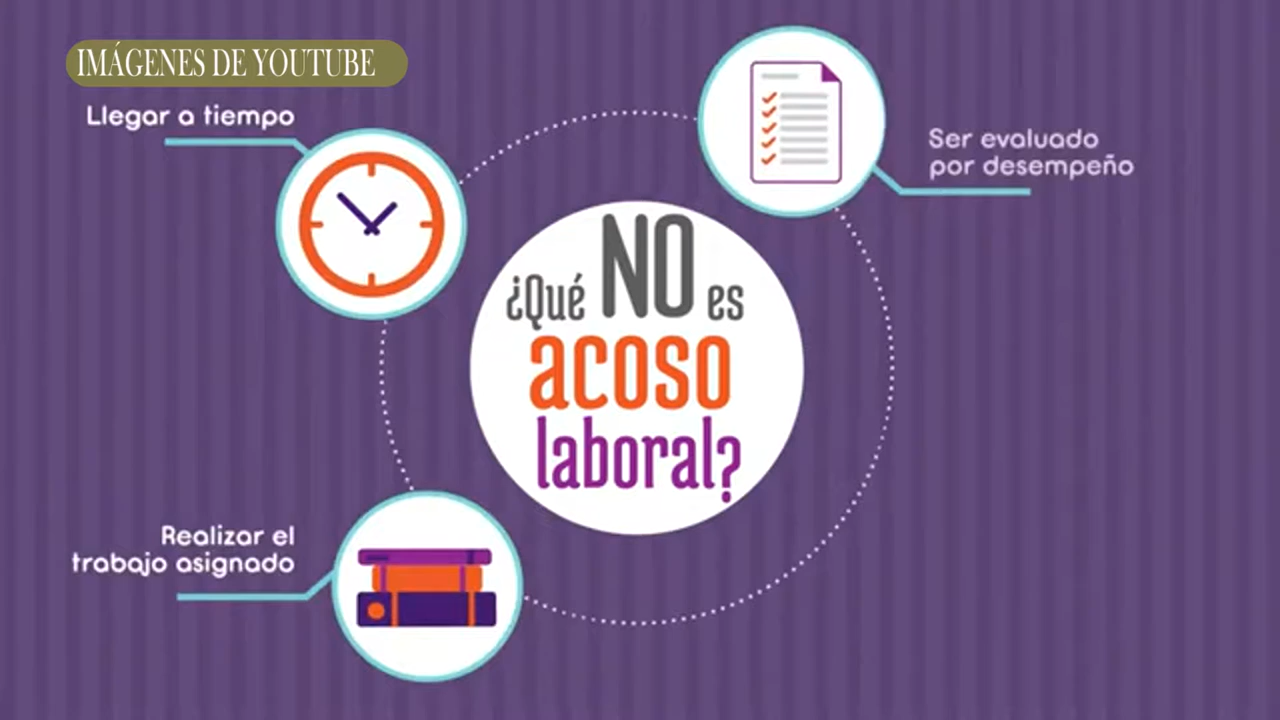 IMÁGENES DE YOUTUBE
Llegar a tiempo
Ser evaluado
por desempeño
¿Qué NO es
acoso
laboral?
Realizar el
trabajo asignado